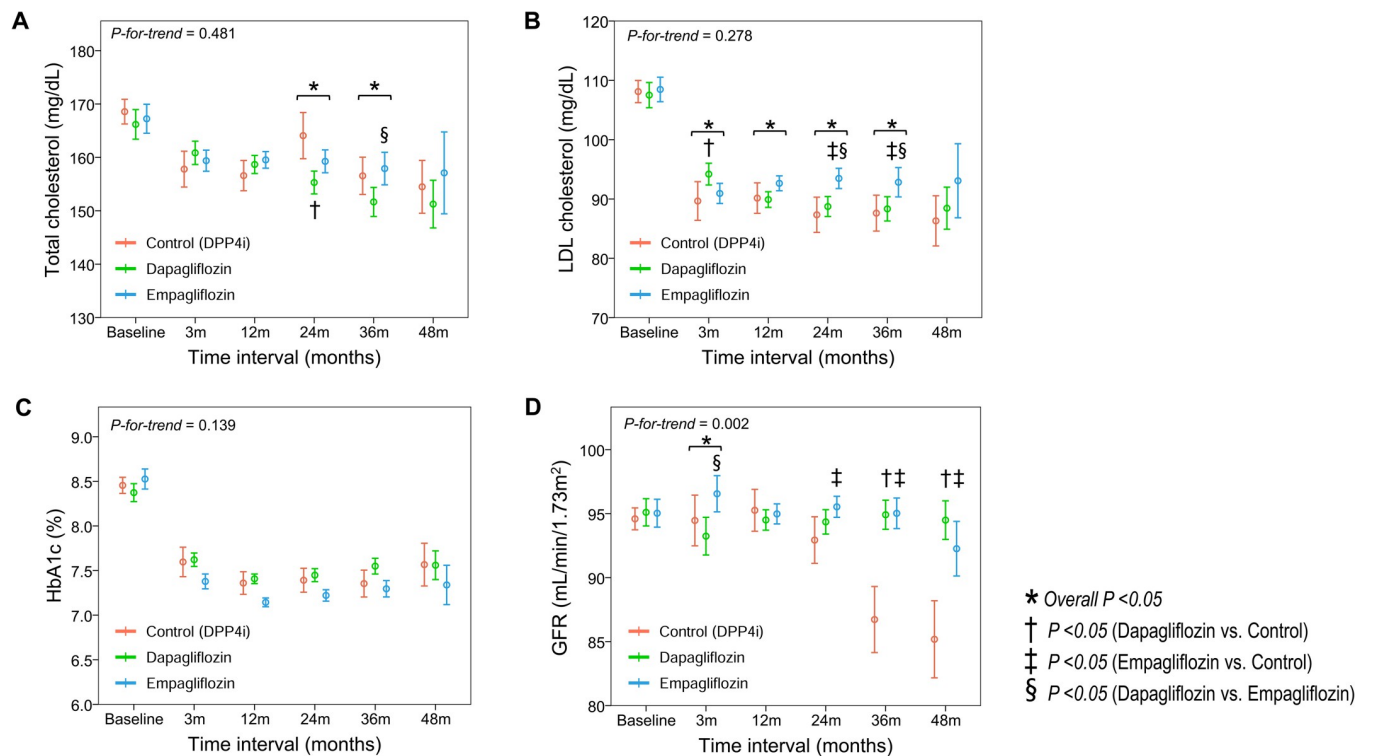 A
P-for-trend = 0.481
Total cholesterol (mg/dL)
180
170
160
150
140
130
*
*
§
†
Control (DPP4i)
Dapagliflozin
Empagliflozin
Baseline 3m 12m 24m 36m 48m
Time interval (months)
B
P-for-trend = 0.278
LDL cholesterol (mg/dL)
120
110
100
90
80
70
* * * *
† ‡§ ‡§
Control (DPP4i)
Dapagliflozin
Empagliflozin
Baseline 3m 12m 24m 36m 48m
Time interval (months)
C
P-for-trend = 0.139
HbA1c (%)
9.0
8.5
8.0
7.5
7.0
6.5
6.0
Control (DPP4i)
Dapagliflozin
Empagliflozin
Baseline 3m 12m 24m 36m 48m
Time interval (months)
D
P-for-trend = 0.002
GFR (mL/min/1.73m²)
100
95
90
85
80
*
§ ‡ †‡ †‡
Control (DPP4i)
Dapagliflozin
Empagliflozin
Baseline 3m 12m 24m 36m 48m
Time interval (months)
* Overall P <0.05
† P <0.05 (Dapagliflozin vs. Control)
‡ P <0.05 (Empagliflozin vs. Control)
§ P <0.05 (Dapagliflozin vs. Empagliflozin)